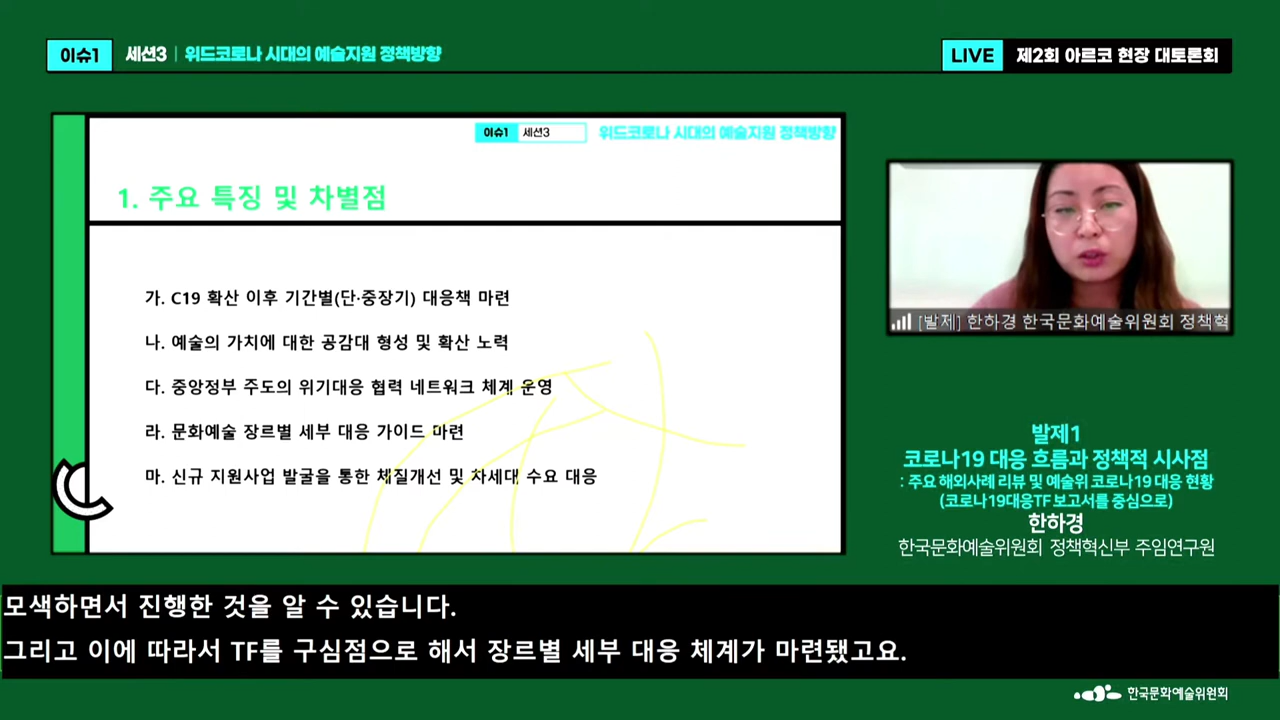 이슈1 세션3 | 위드코로나 시대의 예술지원 정책방향
LIVE 제2회 아르코 현장 대토론회
이슈1 세션3 위드코로나 시대의 예술지원 정책방향
1. 주요 특징 및 차별점
가. C19 확산 이후 기간별(단·중장기) 대응책 마련
나. 예술의 가치에 대한 공감대 형성 및 확산 노력
다. 중앙정부 주도의 위기대응 협력 네트워크 체계 운영
라. 문화예술 장르별 세부 대응 가이드 마련
마. 신규 지원사업 발굴을 통한 체질개선 및 차세대 수요 대응
[발제] 한하경 한국문화예술위원회 정책혁
발제1
코로나19 대응 흐름과 정책적 시사점
: 주요 해외사례 리뷰 및 예술위 코로나19 대응 현황
(코로나19대응TF 보고서를 중심으로)
한하경
한국문화예술위원회 정책혁신부 주임연구원
모색하면서 진행한 것을 알 수 있습니다.
그리고 이에 따라서 TF를 구심점으로 해서 장르별 세부 대응 체계가 마련됐고요.
한국문화예술위원회